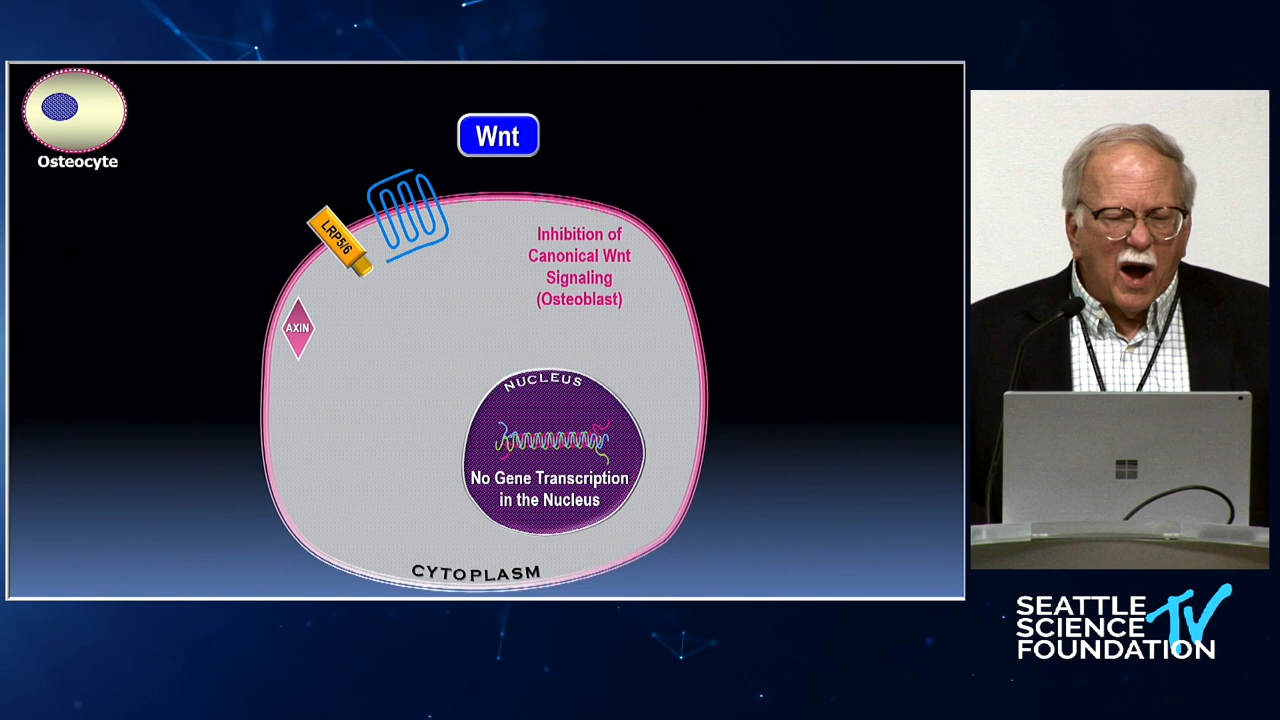 Osteocyte
Wnt
LRP5/6
Inhibition of
Canonical Wnt
Signaling
(Osteoblast)
AXIN
NUCLEUS
No Gene Transcription
in the Nucleus
CYTOPLASM
SEATTLE
SCIENCE
FOUNDATION
TV